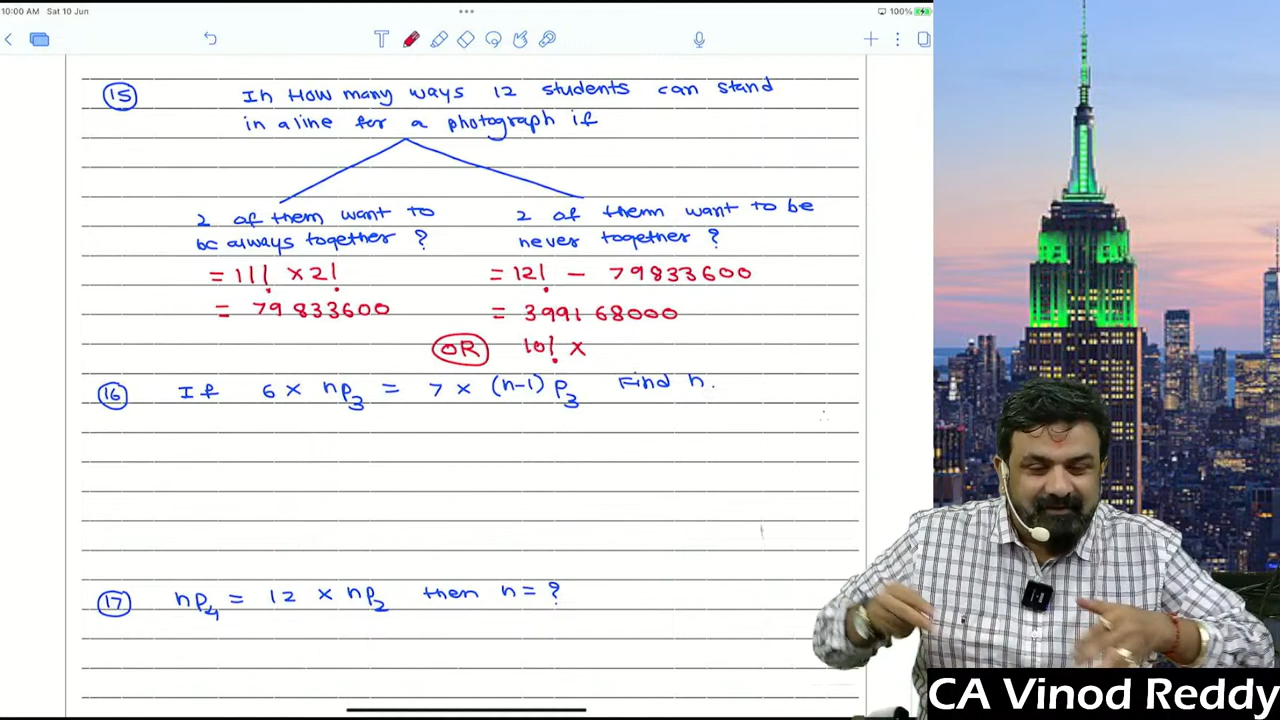 10:00 AM Sat 10 Jun
100%
T
15 In How many ways 12 students can stand
in a line for a photograph if
2 of them want to
be always together ?
= 11! × 2!
= 79833600
2 of them want to be
never together ?
= 12! - 79833600
= 399168000
OR 10! ×
16 If 6 × nP3 = 7 × (n-1) P3 Find n.
17 nP4 = 12 × nP2 then n = ?
CA Vinod Reddy